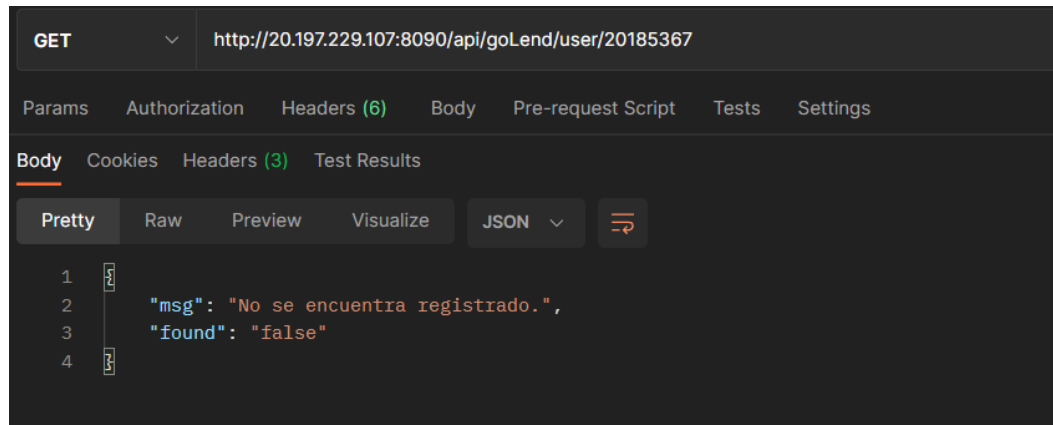 GET http://20.197.229.107:8090/api/goLend/user/20185367
Params Authorization Headers (6) Body Pre-request Script Tests Settings
Body Cookies Headers (3) Test Results
Pretty Raw Preview Visualize JSON
1 {
2 "msg": "No se encuentra registrado.",
3 "found": "false"
4 }